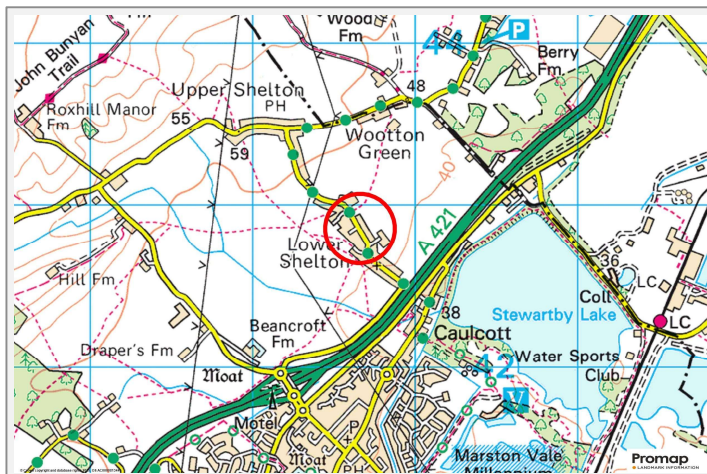 Wood
Fm
4
P
Berry
Fm
John Bunyan
Trail
Roxhill Manor
Fm
Upper Shelton
PH
48
55
59
Wootton
Green
40
A 421
Lower
Shelton
Hill Fm
36
LC
Coll
LC
Stewartby Lake
Beancroft
Fm
38
Caulcott
Draper's Fm
Moat
42
Water Sports
Club
V
Motel
Moat
P
PH
Marston Vale
Promap
LANDMARK INFORMATION